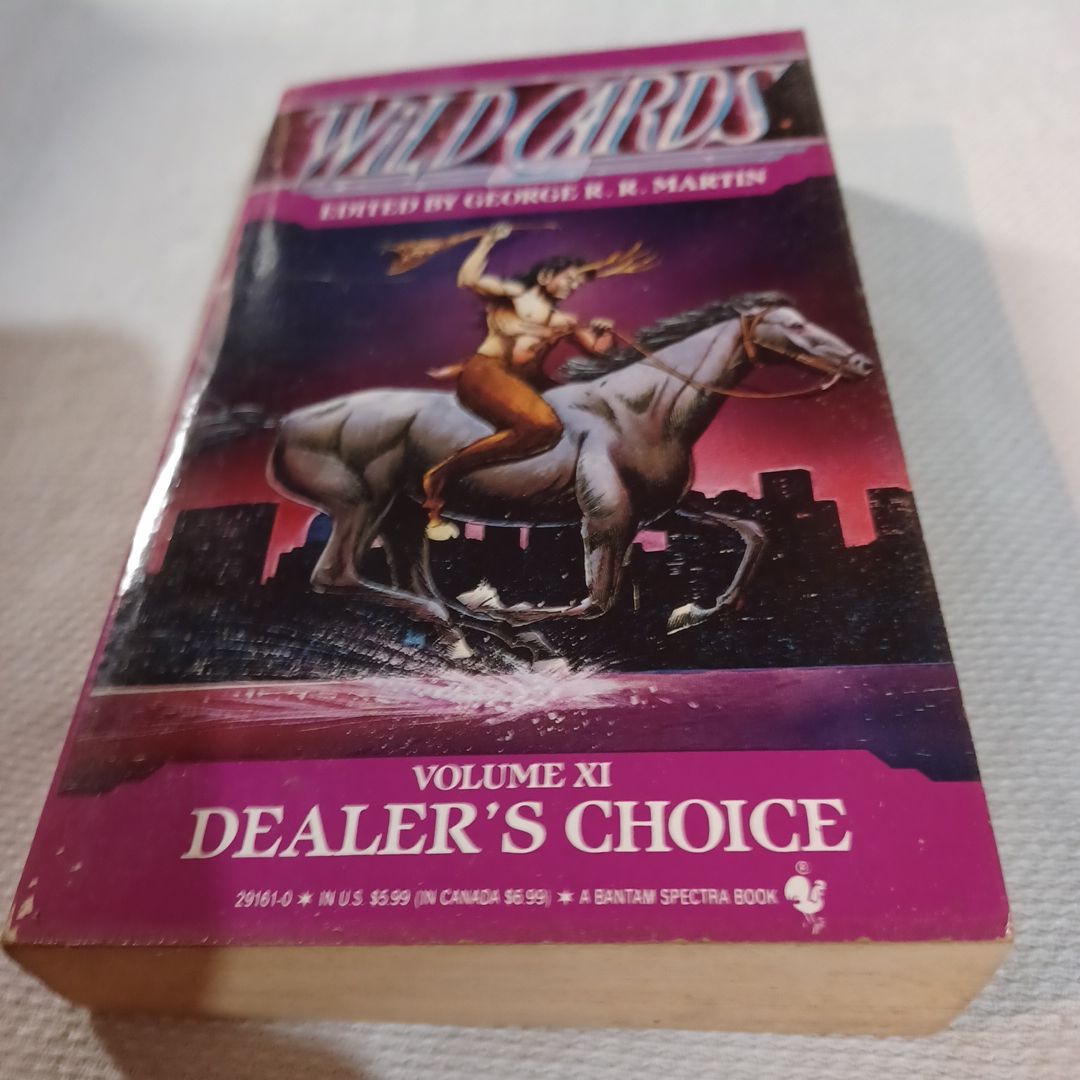 WILD CARDS
EDITED BY GEORGE R. R. MARTIN
VOLUME XI
DEALER'S CHOICE
29161-0 ★ IN U.S. $5.99 (IN CANADA $6.99) ★ A BANTAM SPECTRA BOOK ®